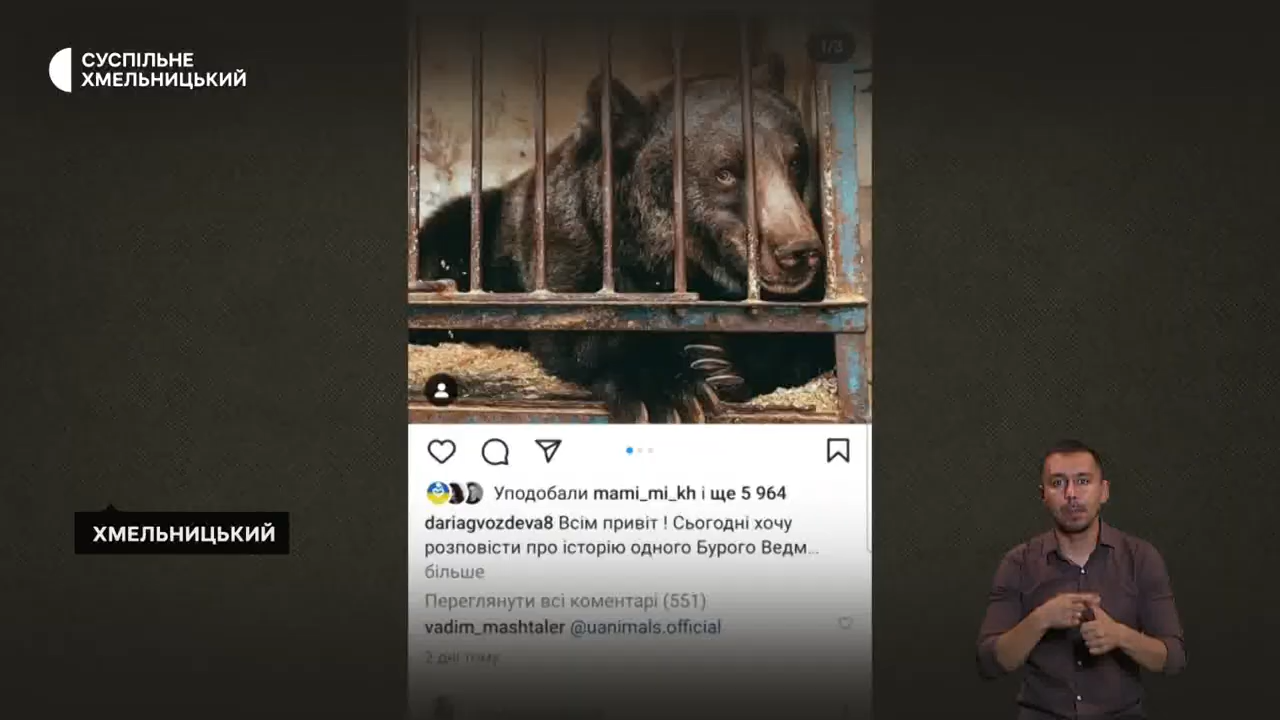 СУСПІЛЬНЕ
ХМЕЛЬНИЦЬКИЙ
1/3
Уподобали mami_mi_kh і ще 5 964
dariagvozdeva8 Всім привіт ! Сьогодні хочу
розповісти про історію одного Бурого Ведм...
більше
Переглянути всі коментарі (551)
vadim_mashtaler @uanimals.official
2 дні тому
ХМЕЛЬНИЦЬКИЙ